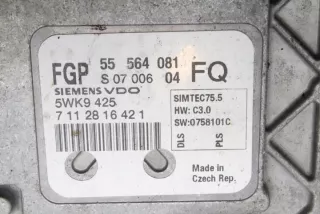 FGP 55 564 081 FQ
S 07 006 04
SIEMENS VDO
5WK9 425
7 11 28 16 42 1
SIMTEC75.5
HW: C3.0
SW:0758101C
DLS
PLS
Made in
Czech Rep.